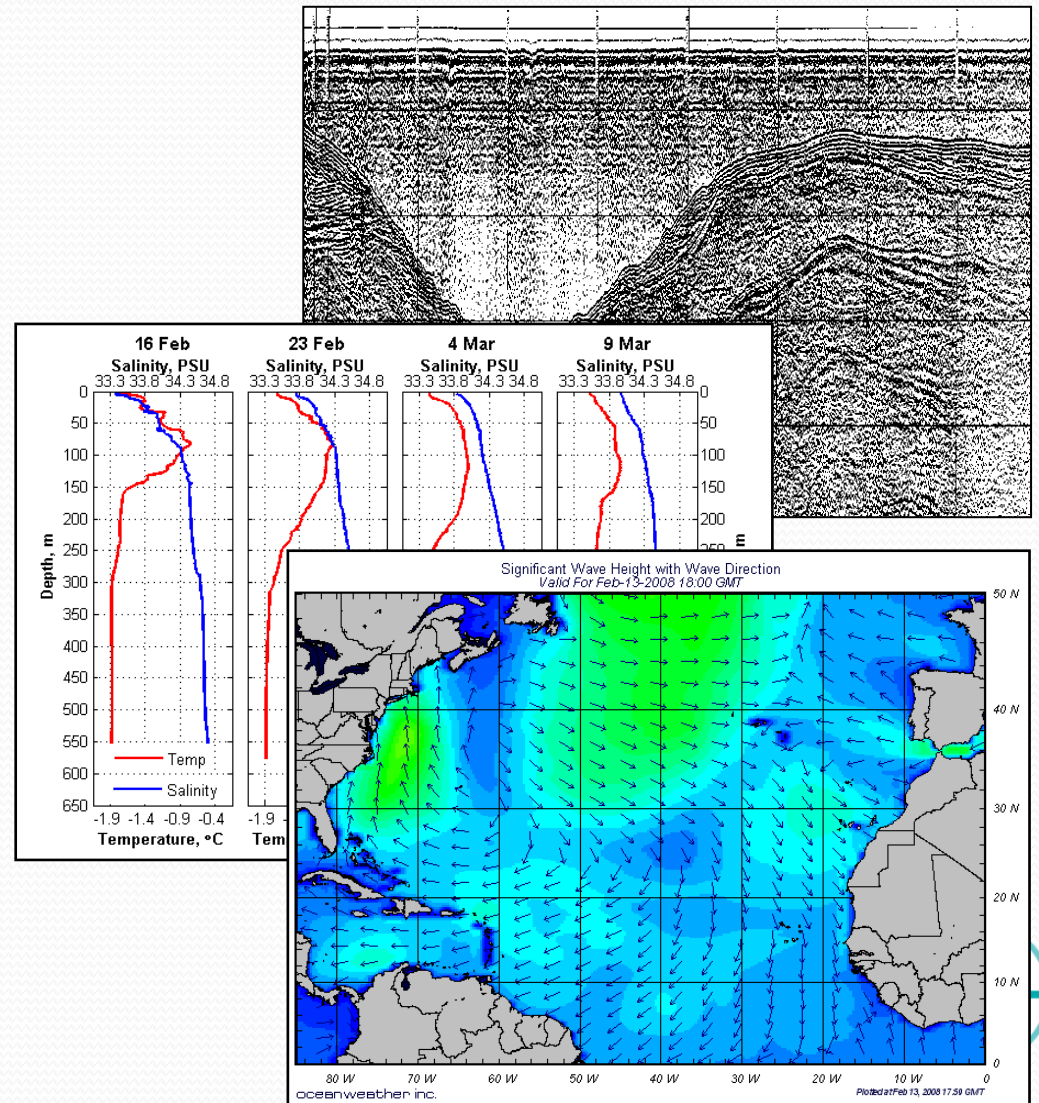 16 Feb 23 Feb 4 Mar 9 Mar
Salinity, PSU Salinity, PSU Salinity, PSU Salinity, PSU
33.3 33.8 34.3 34.8 33.3 33.8 34.3 34.8 33.3 33.8 34.3 34.8 33.3 33.8 34.3 34.8
0 0
50 50
100 100
150 150
200 200
250 250
300
350
400
450
500
550
600
650
Depth, m
m
Temp
Salinity
-1.9 -1.4 -0.9 -0.4 -1.9
Temperature, °C Tem
Significant Wave Height with Wave Direction
Valid For Feb-13-2008 18:00 GMT
50 N
40 N
30 N
20 N
10 N
0
80 W 70 W 60 W 50 W 40 W 30 W 20 W 10 W 0
oceanweather inc. Plotted at Feb 13, 2008 17:50 GMT